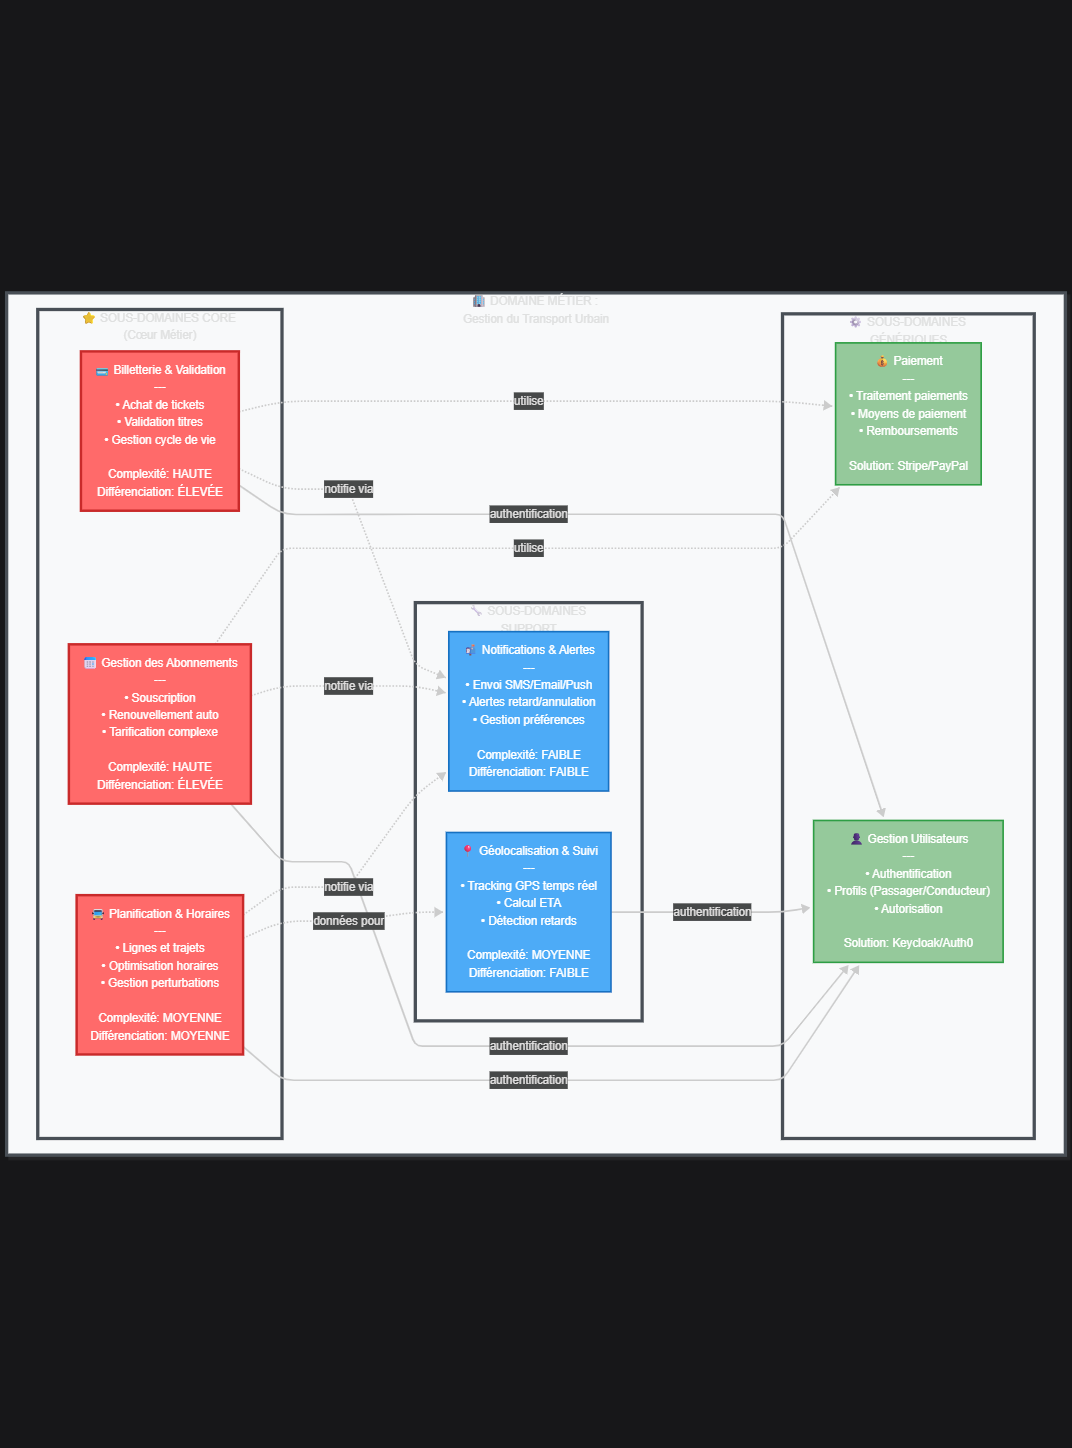 DOMAINE MÉTIER :
Gestion du Transport Urbain
SOUS-DOMAINES CORE
(Cœur Métier)
Billetterie & Validation
—
• Achat de tickets
• Validation titres
• Gestion cycle de vie
Complexité: HAUTE
Différenciation: ÉLEVÉE
Gestion des Abonnements
—
• Souscription
• Renouvellement auto
• Tarification complexe
Complexité: HAUTE
Différenciation: ÉLEVÉE
Planification & Horaires
—
• Lignes et trajets
• Optimisation horaires
• Gestion perturbations
Complexité: MOYENNE
Différenciation: MOYENNE
utilise
notifie via
authentification
utilise
notifie via
notifie via
données pour
authentification
authentification
authentification
SOUS-DOMAINES
SUPPORT
Notifications & Alertes
—
• Envoi SMS/Email/Push
• Alertes retard/annulation
• Gestion préférences
Complexité: FAIBLE
Différenciation: FAIBLE
Géolocalisation & Suivi
—
• Tracking GPS temps réel
• Calcul ETA
• Détection retards
Complexité: MOYENNE
Différenciation: FAIBLE
SOUS-DOMAINES
GÉNÉRIQUES
Paiement
—
• Traitement paiements
• Moyens de paiement
• Remboursements
Solution: Stripe/PayPal
Gestion Utilisateurs
—
• Authentification
• Profils (Passager/Conducteur)
• Autorisation
Solution: Keycloak/Auth0